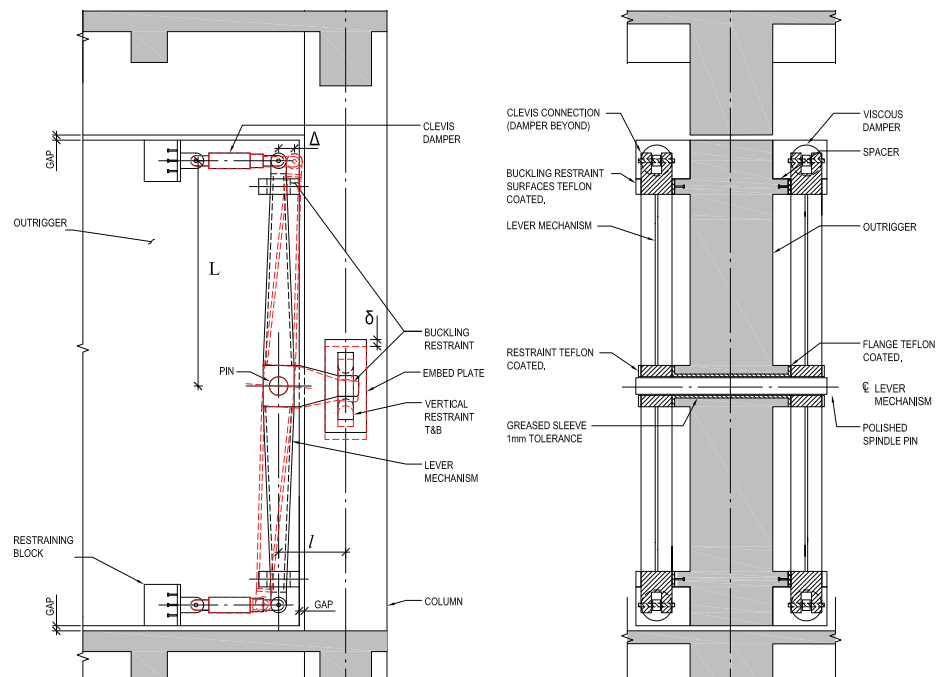 CLEVIS
DAMPER
Δ
GAP
OUTRIGGER
L
δ
BUCKLING
RESTRAINT
PIN
EMBED PLATE
VERTICAL
RESTRAINT
T&B
LEVER
MECHANISM
RESTRAINING
BLOCK
l
GAP
GAP
COLUMN
CLEVIS CONNECTION
(DAMPER BEYOND)
BUCKLING RESTRAINT
SURFACES TEFLON
COATED.
LEVER MECHANISM
RESTRAINT TEFLON
COATED.
GREASED SLEEVE
1mm TOLERANCE
VISCOUS
DAMPER
SPACER
OUTRIGGER
FLANGE TEFLON
COATED.
℄ LEVER
MECHANISM
POLISHED
SPINDLE PIN